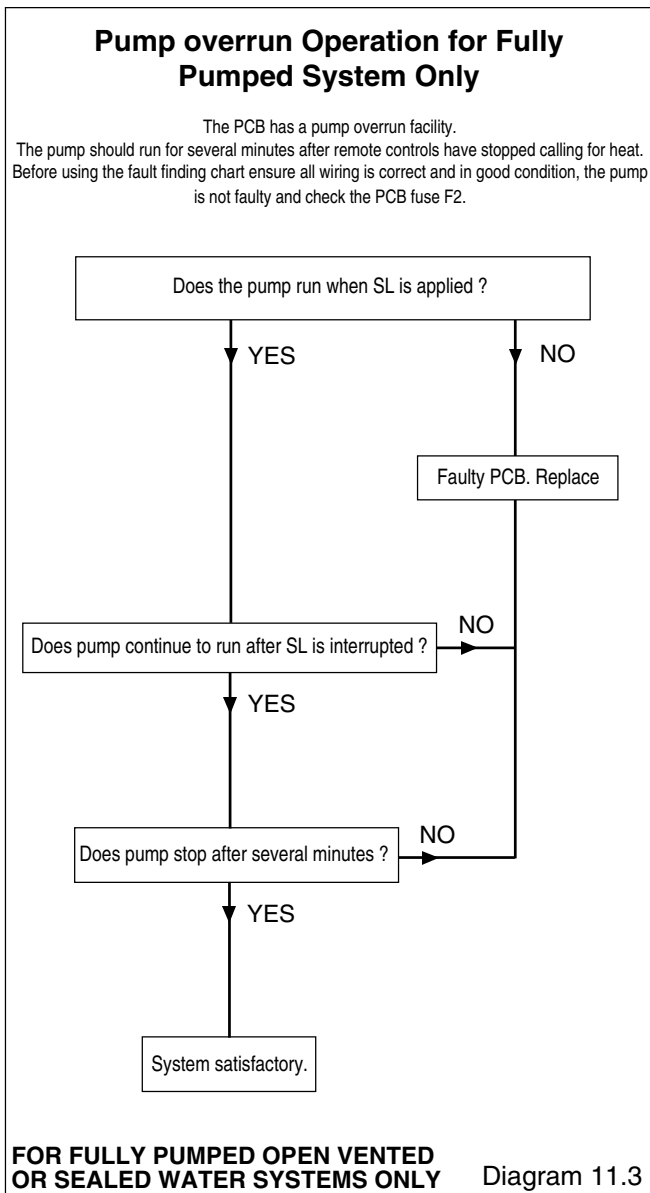 Pump overrun Operation for Fully
Pumped System Only
The PCB has a pump overrun facility.
The pump should run for several minutes after remote controls have stopped calling for heat.
Before using the fault finding chart ensure all wiring is correct and in good condition, the pump
is not faulty and check the PCB fuse F2.
Does the pump run when SL is applied ?
YES
NO
Faulty PCB. Replace
Does pump continue to run after SL is interrupted ?
NO
YES
Does pump stop after several minutes ?
NO
YES
System satisfactory.
FOR FULLY PUMPED OPEN VENTED
OR SEALED WATER SYSTEMS ONLY
Diagram 11.3